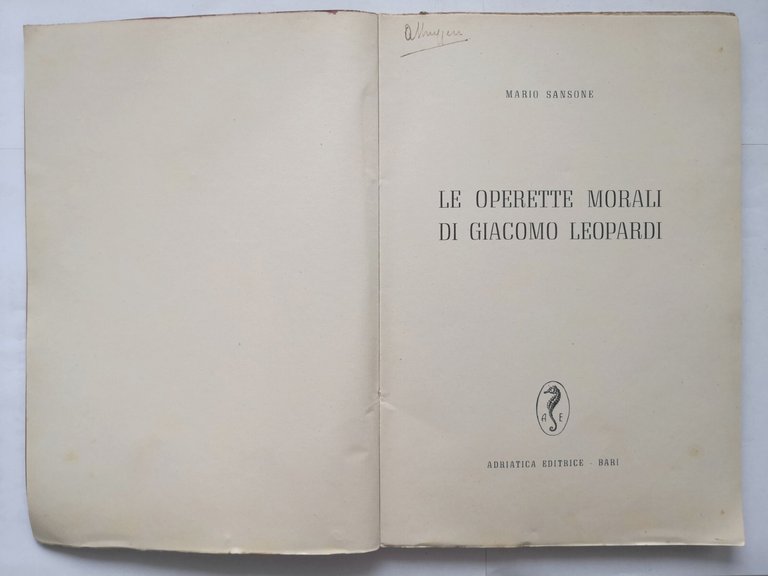 MARIO SANSONE
LE OPERETTE MORALI
DI GIACOMO LEOPARDI
A E
ADRIATICA EDITRICE - BARI